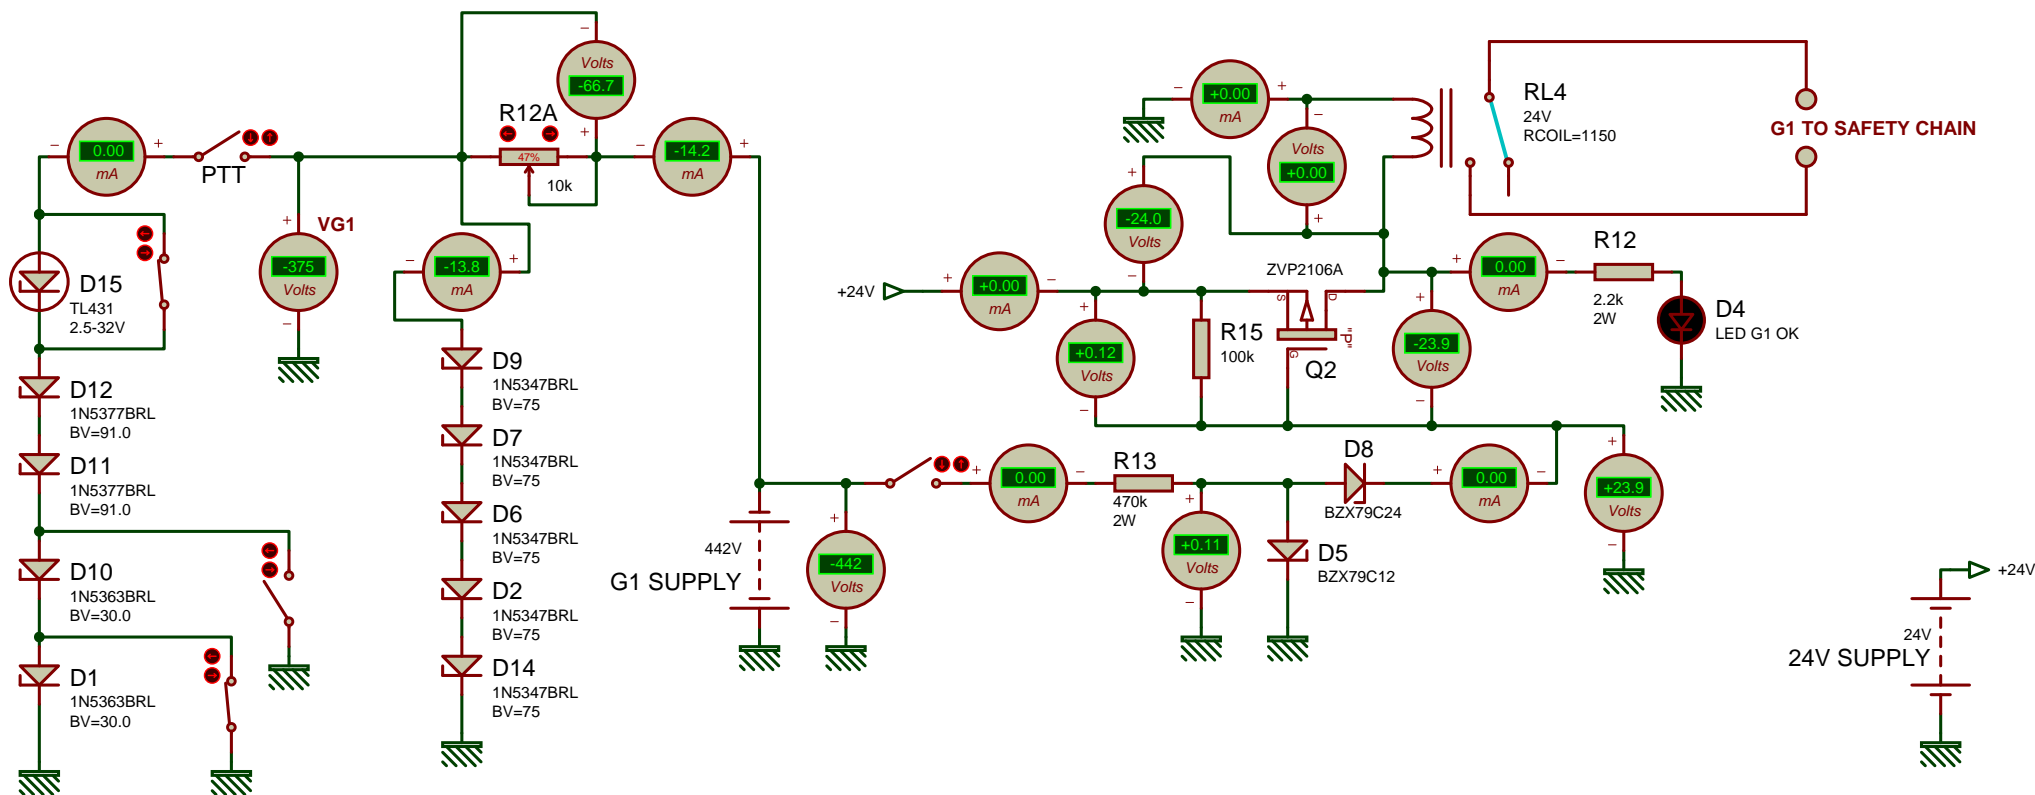 Volts
-66.7
R12A
47%
10k
0.00
mA
PTT
-14.2
mA
VG1
-375
Volts
-13.8
mA
D15
TL431
2.5-32V
D12
1N5377BRL
BV=91.0
D11
1N5377BRL
BV=91.0
D10
1N5363BRL
BV=30.0
D1
1N5363BRL
BV=30.0
D9
1N5347BRL
BV=75
D7
1N5347BRL
BV=75
D6
1N5347BRL
BV=75
D2
1N5347BRL
BV=75
D14
1N5347BRL
BV=75
442V
G1 SUPPLY
-442
Volts
+0.00
mA
Volts
+0.00
-24.0
Volts
RL4
24V
RCOIL=1150
G1 TO SAFETY CHAIN
+24V
+0.00
mA
+0.12
Volts
R15
100k
ZVP2106A
S
D
G
"P"
Q2
-23.9
Volts
0.00
mA
R12
2.2k
2W
D4
LED G1 OK
0.00
mA
R13
470k
2W
+0.11
Volts
D8
BZX79C24
D5
BZX79C12
0.00
mA
+23.9
Volts
+24V
24V
24V SUPPLY